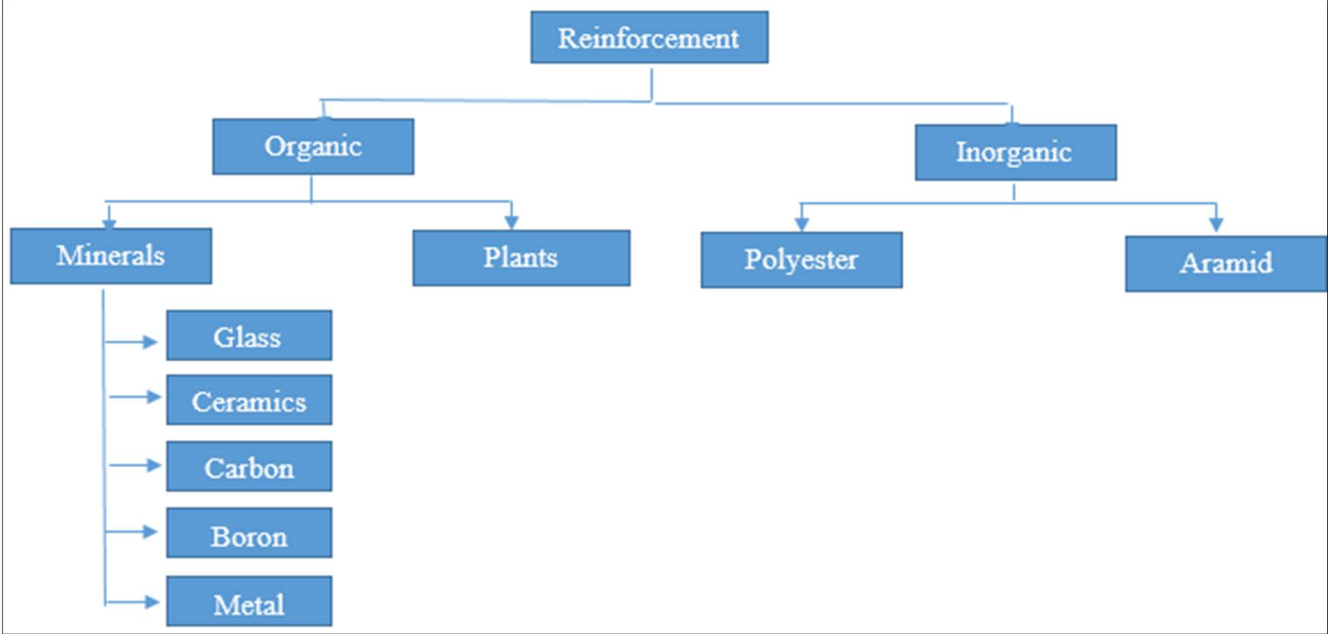 Reinforcement
Organic
Inorganic
Minerals
Plants
Polyester
Aramid
Glass
Ceramics
Carbon
Boron
Metal